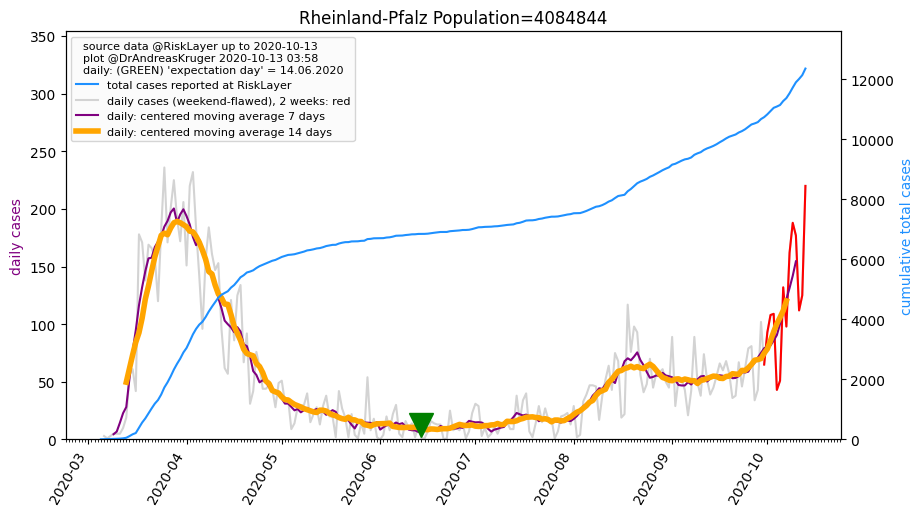 Rheinland-Pfalz Population=4084844
source data @RiskLayer up to 2020-10-13
plot @DrAndreasKruger 2020-10-13 03:58
daily: (GREEN) 'expectation day' = 14.06.2020
total cases reported at RiskLayer
daily cases (weekend-flawed), 2 weeks: red
daily: centered moving average 7 days
daily: centered moving average 14 days
daily cases
350
300
250
200
150
100
50
0
cumulative total cases
12000
10000
8000
6000
4000
2000
0
2020-03
2020-04
2020-05
2020-06
2020-07
2020-08
2020-09
2020-10